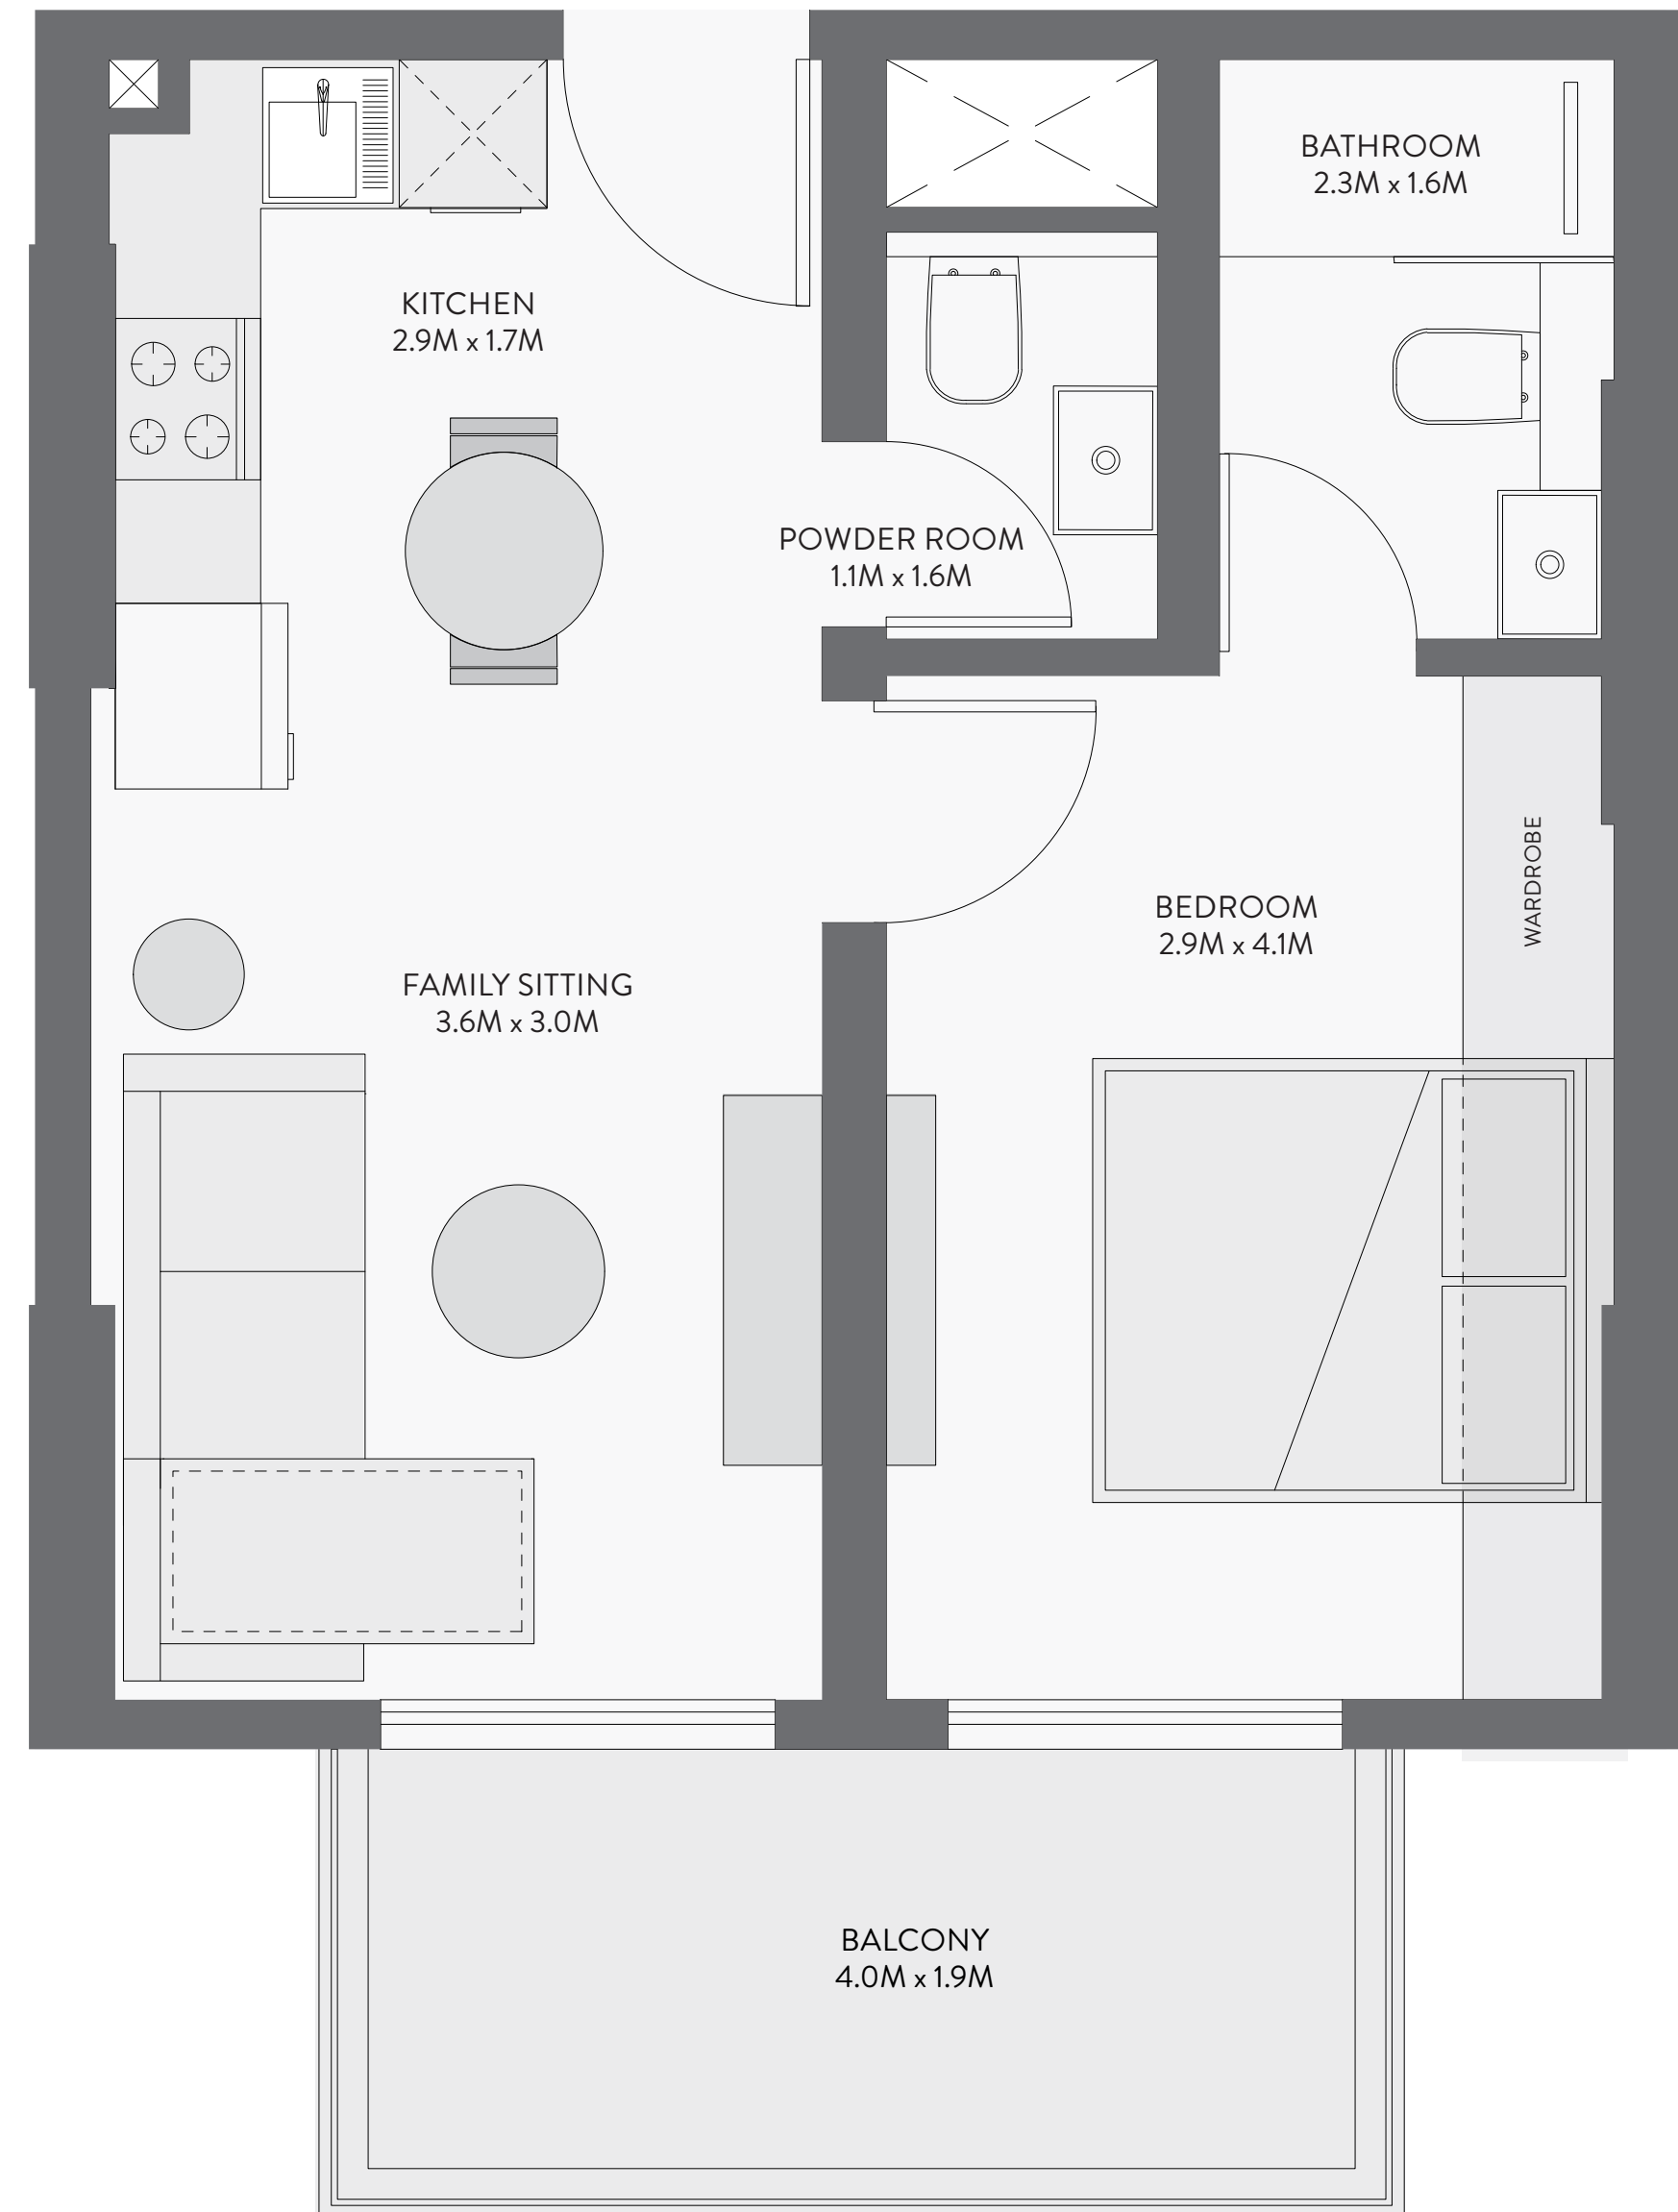 BATHROOM
2.3M x 1.6M
KITCHEN
2.9M x 1.7M
POWDER ROOM
1.1M x 1.6M
WARDROBE
BEDROOM
2.9M x 4.1M
FAMILY SITTING
3.6M x 3.0M
BALCONY
4.0M x 1.9M